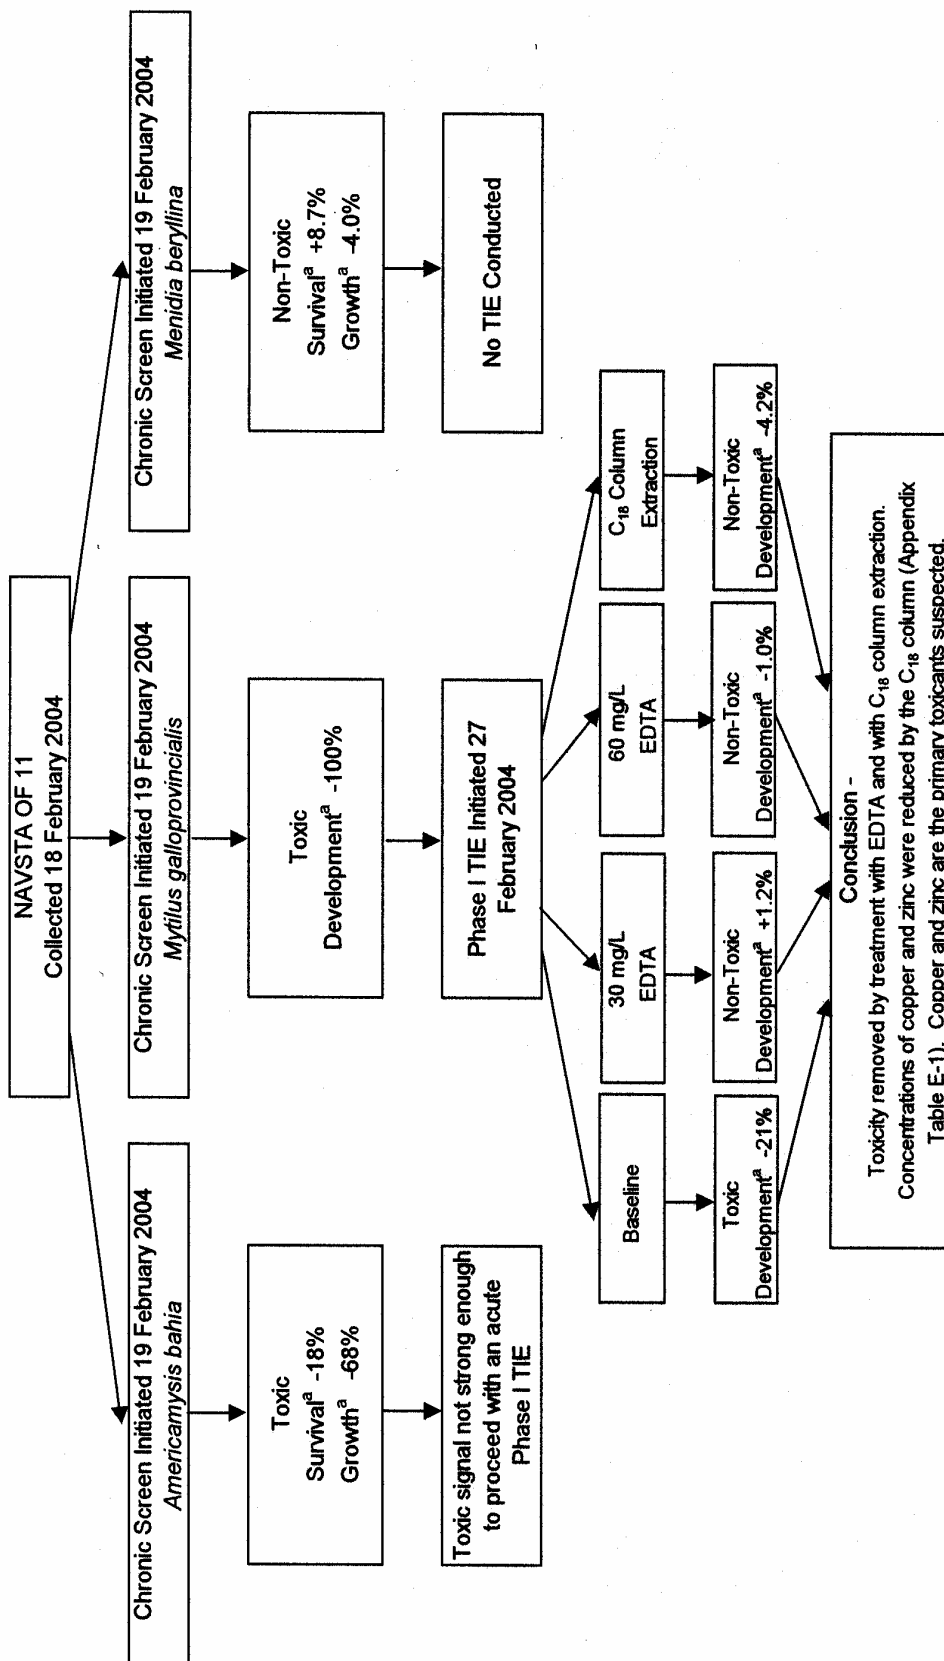 NAVSTA OF 11
Collected 18 February 2004
Chronic Screen Initiated 19 February 2004
Americamysis bahia
Chronic Screen Initiated 19 February 2004
Mytilus galloprovincialis
Chronic Screen Initiated 19 February 2004
Menidia beryllina
Toxic
Survivalᵃ -18%
Growthᵃ -68%
Toxic
Developmentᵃ -100%
Non-Toxic
Survivalᵃ +8.7%
Growthᵃ -4.0%
Toxic signal not strong enough
to proceed with an acute
Phase I TIE
Phase I TIE Initiated 27
February 2004
No TIE Conducted
Baseline
30 mg/L
EDTA
60 mg/L
EDTA
C₁₈ Column
Extraction
Toxic
Developmentᵃ -21%
Non-Toxic
Developmentᵃ +1.2%
Non-Toxic
Developmentᵃ -1.0%
Non-Toxic
Developmentᵃ -4.2%
Conclusion -
Toxicity removed by treatment with EDTA and with C₁₈ column extraction.
Concentrations of copper and zinc were reduced by the C₁₈ column (Appendix
Table E-1). Copper and zinc are the primary toxicants suspected.